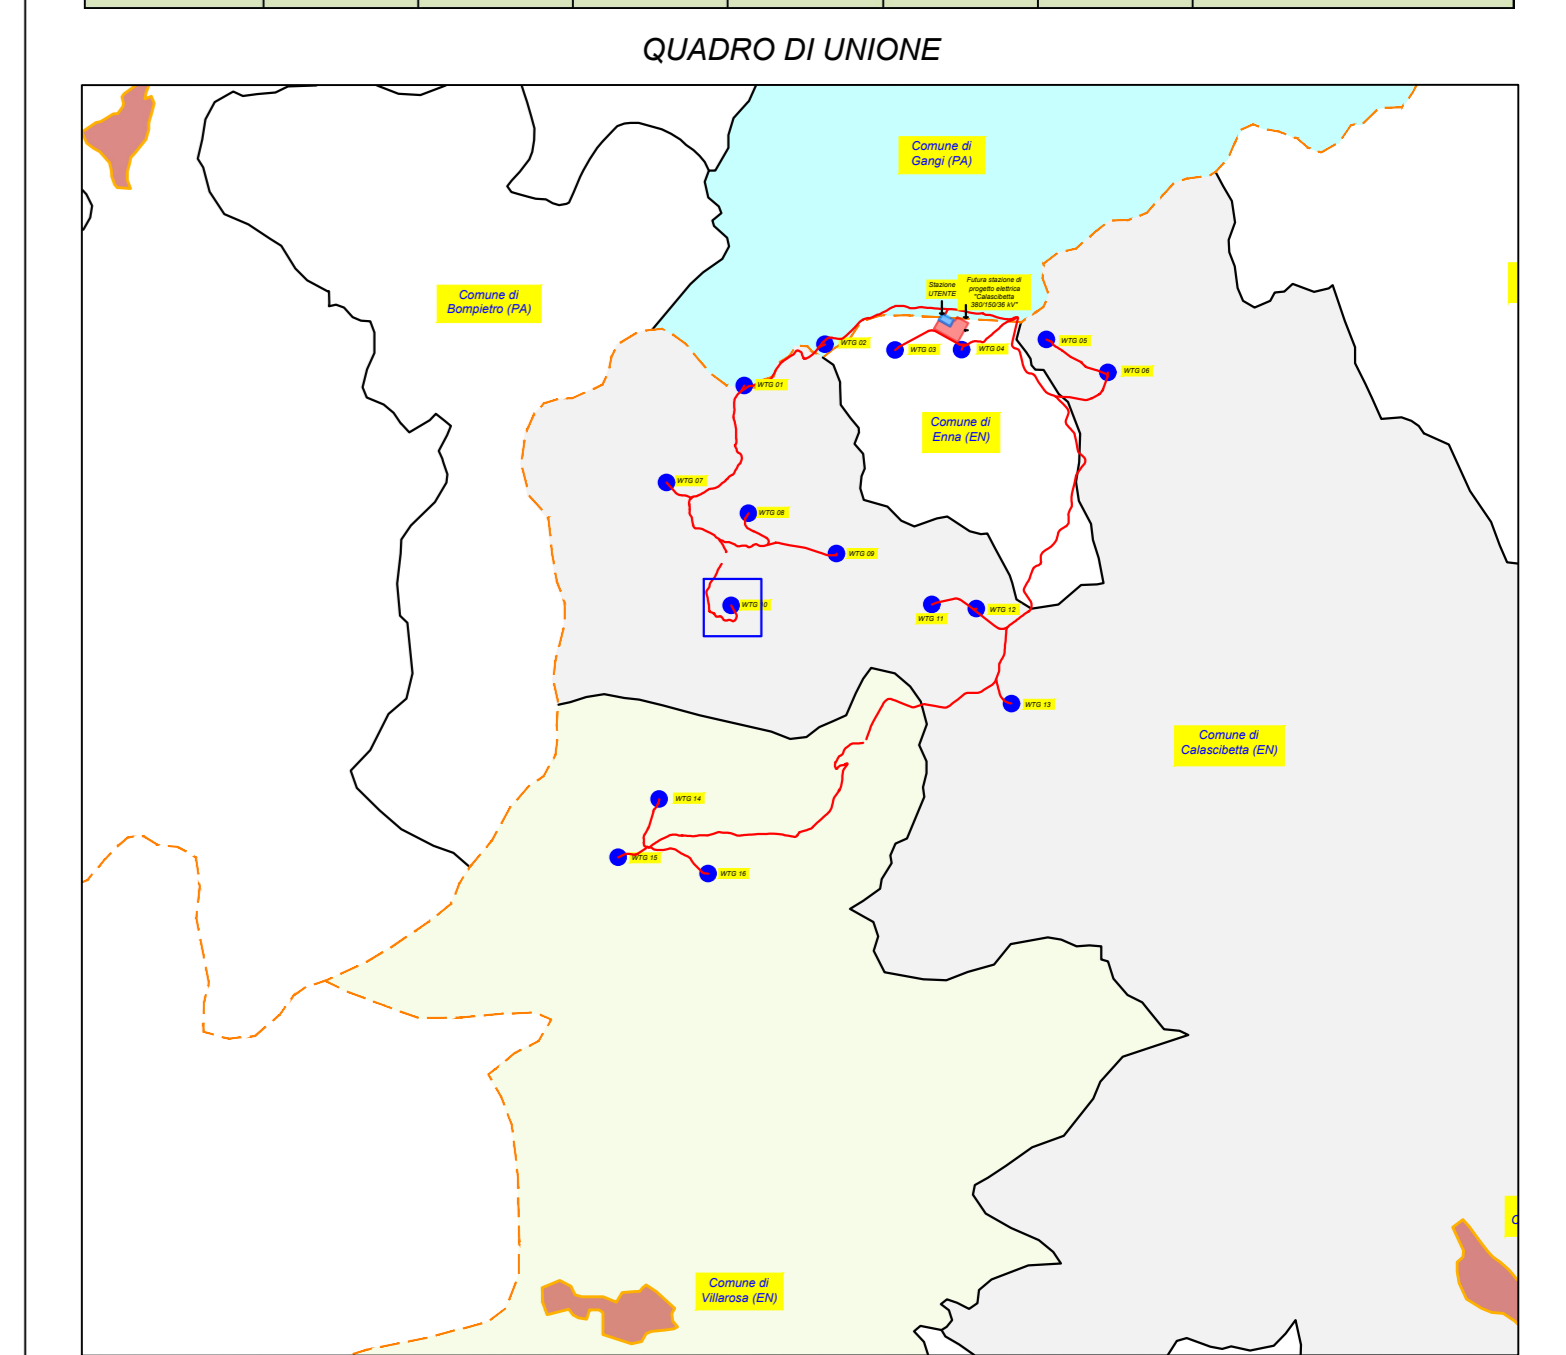 QUADRO DI UNIONE
Comune di
Gangi (PA)
Comune di
Bompietro (PA)
Stazione
UTENTE
Futura stazione di
progetto elettrica
"Calascibetta
380/150/36 kV"
WTG 02
WTG 03
WTG 04
WTG 05
WTG 06
WTG 01
Comune di
Enna (EN)
WTG 07
WTG 08
WTG 09
WTG 10
WTG 11
WTG 12
WTG 13
Comune di
Calascibetta (EN)
WTG 14
WTG 15
WTG 16
Comune di
Villarosa (EN)